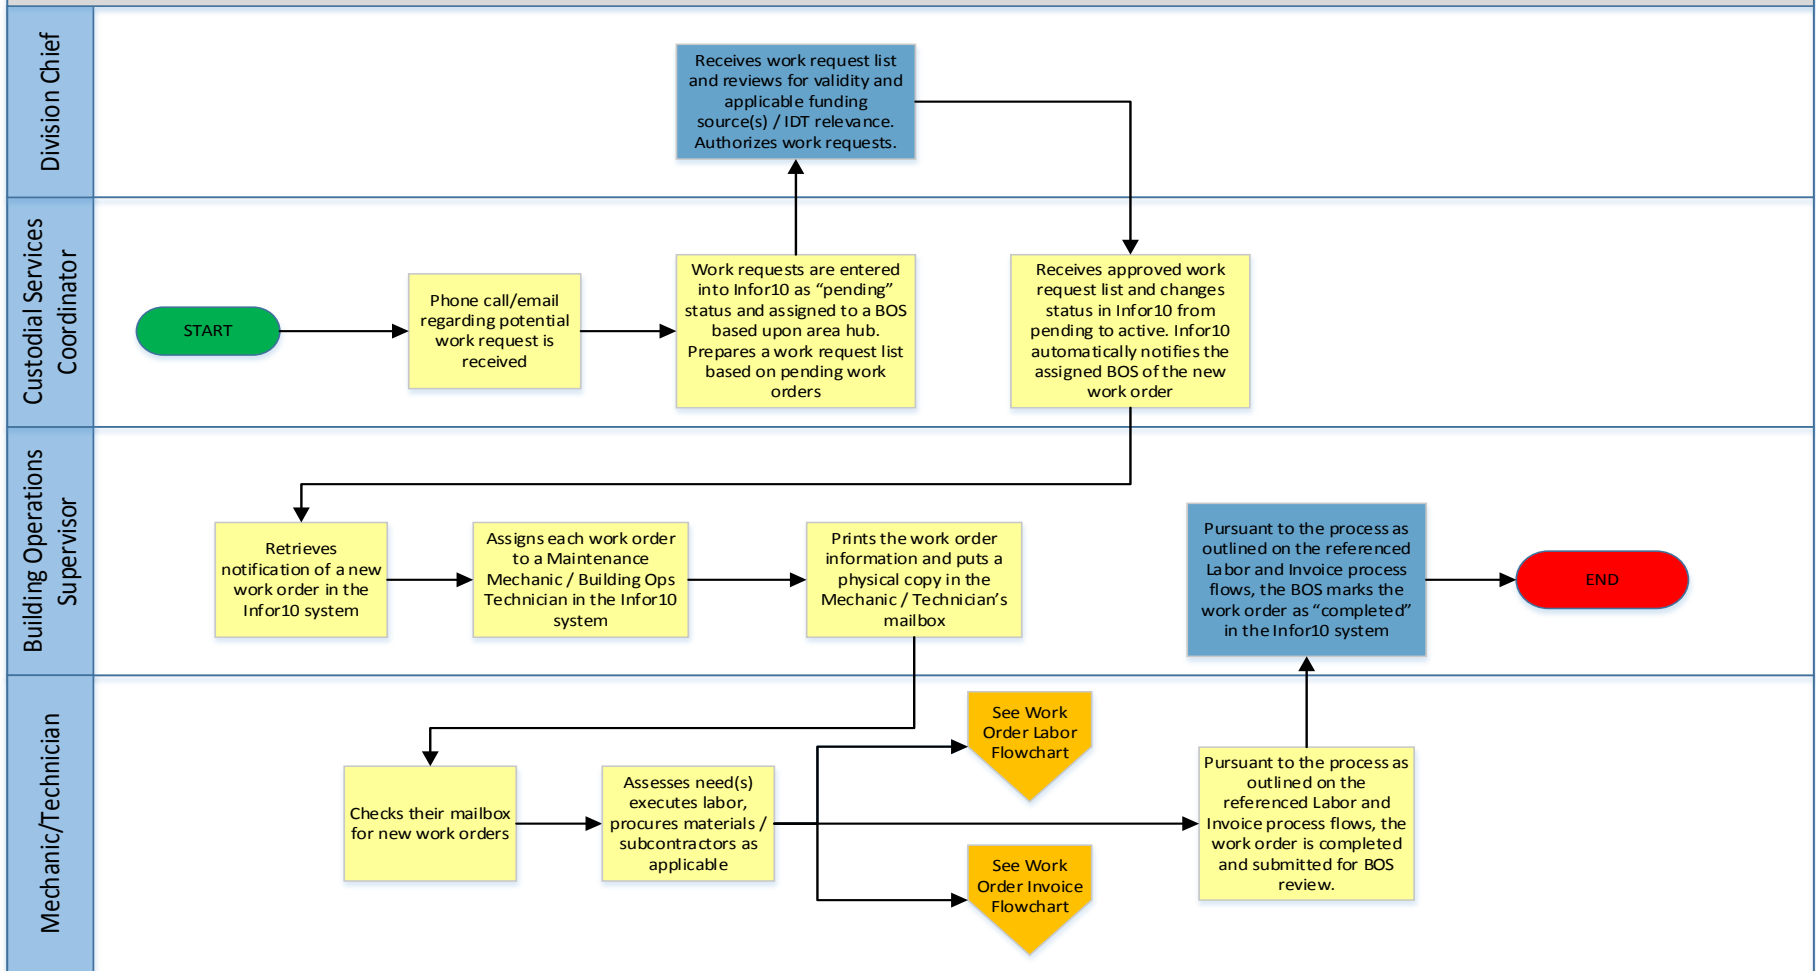 Division Chief
Receives work request list
and reviews for validity and
applicable funding
source(s) / IDT relevance.
Authorizes work requests.
Custodial Services
Coordinator
START
Phone call/email
regarding potential
work request is
received
Work requests are entered
into Infor10 as “pending”
status and assigned to a BOS
based upon area hub.
Prepares a work request list
based on pending work
orders
Receives approved work
request list and changes
status in Infor10 from
pending to active. Infor10
automatically notifies the
assigned BOS of the new
work order
Building Operations
Supervisor
Retrieves
notification of a new
work order in the
Infor10 system
Assigns each work order
to a Maintenance
Mechanic / Building Ops
Technician in the Infor10
system
Prints the work order
information and puts a
physical copy in the
Mechanic / Technician’s
mailbox
Pursuant to the process as
outlined on the referenced
Labor and Invoice process
flows, the BOS marks the
work order as “completed”
in the Infor10 system
END
Mechanic/Technician
Checks their mailbox
for new work orders
Assesses need(s)
executes labor,
procures materials /
subcontractors as
applicable
See Work
Order Labor
Flowchart
See Work
Order Invoice
Flowchart
Pursuant to the process as
outlined on the
referenced Labor and
Invoice process flows, the
work order is completed
and submitted for BOS
review.